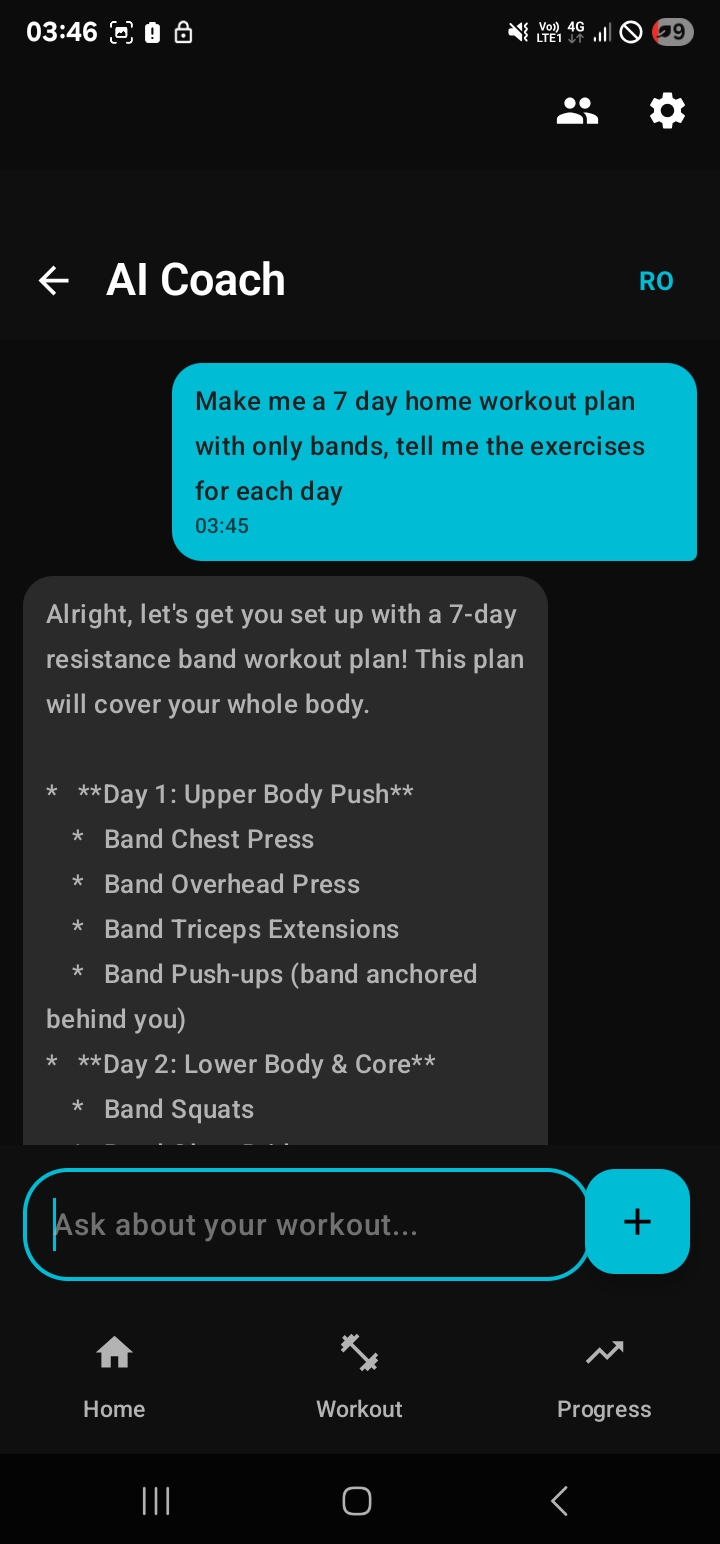 03:46
Vo)) 4G
LTE1
9
AI Coach
RO
Make me a 7 day home workout plan
with only bands, tell me the exercises
for each day
03:45
Alright, let's get you set up with a 7-day
resistance band workout plan! This plan
will cover your whole body.
* **Day 1: Upper Body Push**
* Band Chest Press
* Band Overhead Press
* Band Triceps Extensions
* Band Push-ups (band anchored
behind you)
* **Day 2: Lower Body & Core**
* Band Squats
Ask about your workout...
Home
Workout
Progress